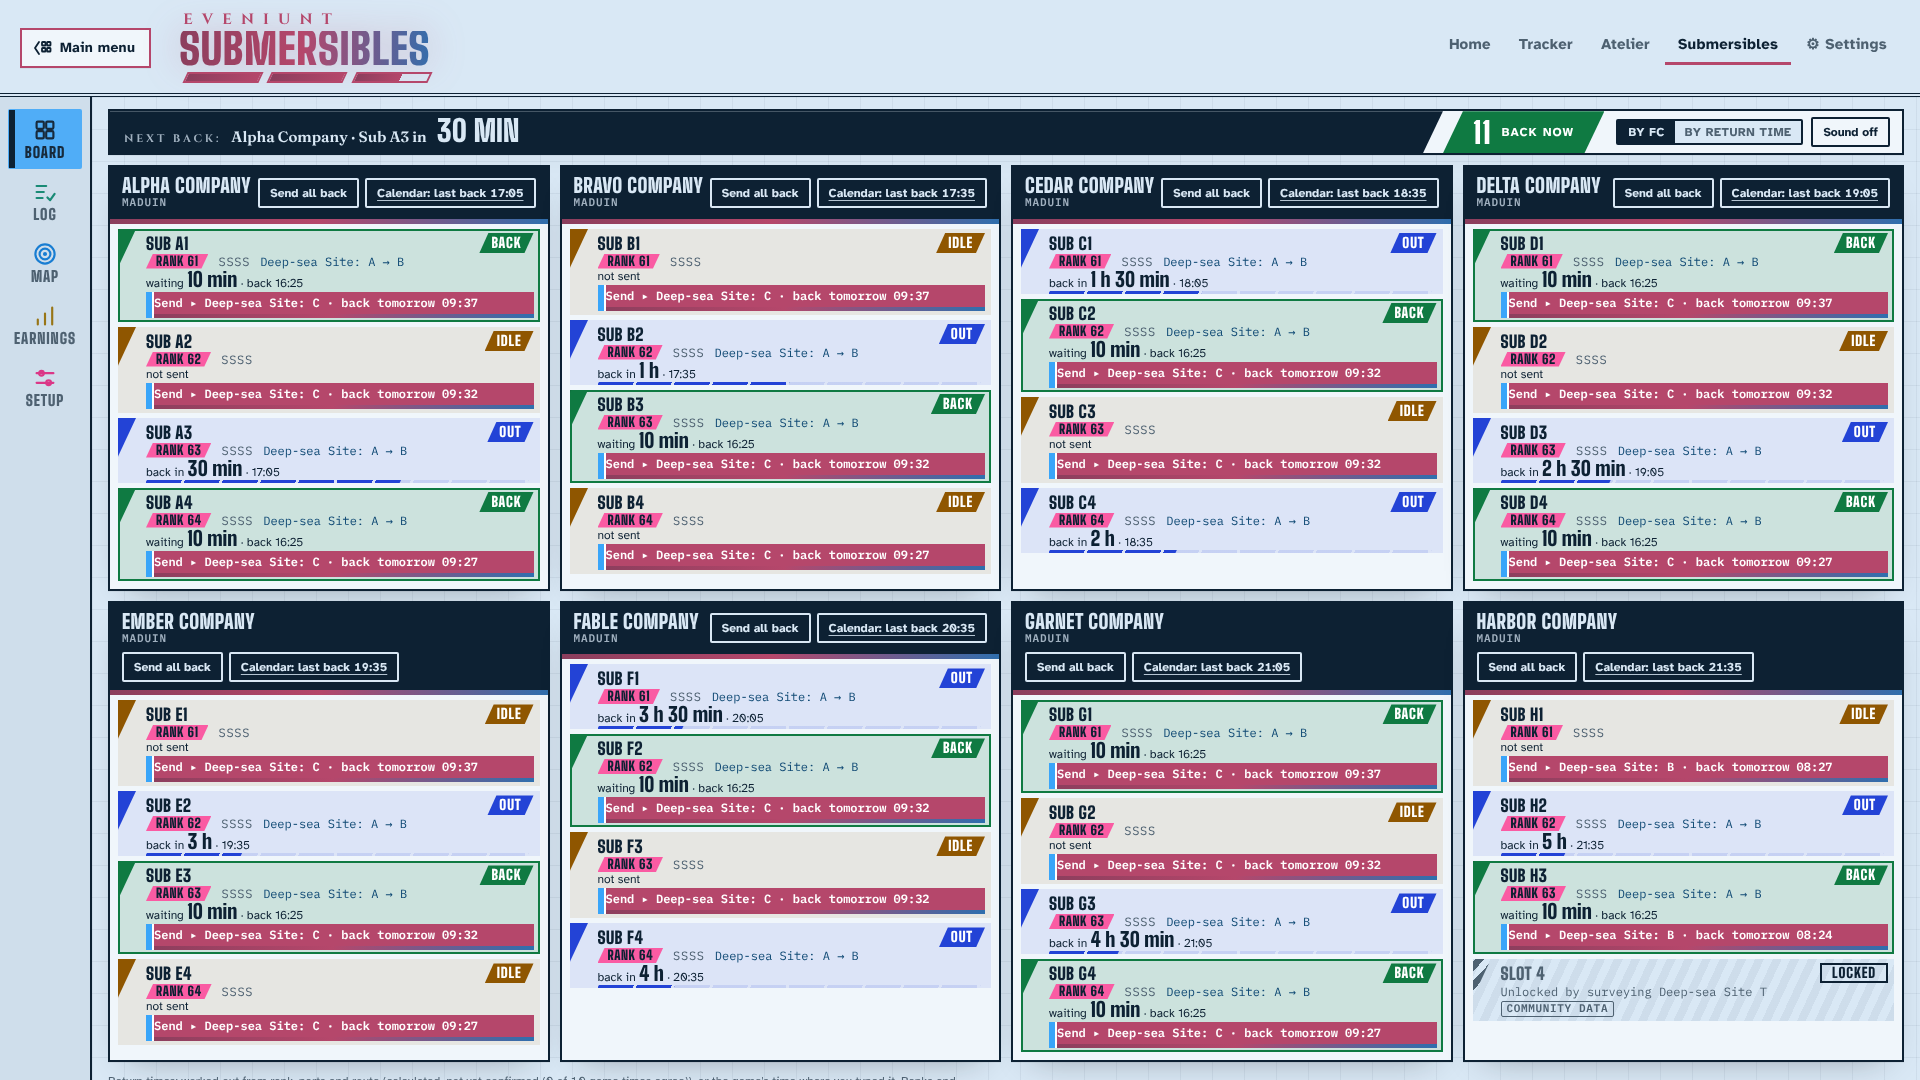 Main menu
EVENIUNT
SUBMERSIBLES
Home
Tracker
Atelier
Submersibles
⚙ Settings
BOARD
LOG
MAP
EARNINGS
SETUP
NEXT BACK: Alpha Company · Sub A3 in 30 MIN
11 BACK NOW
BY FC
BY RETURN TIME
Sound off
ALPHA COMPANY
MADUIN
Send all back
Calendar: last back 17:05
SUB A1
BACK
RANK 61 SSSS Deep-sea Site: A → B
waiting 10 min · back 16:25
Send ▸ Deep-sea Site: C · back tomorrow 09:37
SUB A2
IDLE
RANK 62 SSSS
not sent
Send ▸ Deep-sea Site: C · back tomorrow 09:32
SUB A3
OUT
RANK 63 SSSS Deep-sea Site: A → B
back in 30 min · 17:05
SUB A4
BACK
RANK 64 SSSS Deep-sea Site: A → B
waiting 10 min · back 16:25
Send ▸ Deep-sea Site: C · back tomorrow 09:27
BRAVO COMPANY
MADUIN
Send all back
Calendar: last back 17:35
SUB B1
IDLE
RANK 61 SSSS
not sent
Send ▸ Deep-sea Site: C · back tomorrow 09:37
SUB B2
OUT
RANK 62 SSSS Deep-sea Site: A → B
back in 1 h · 17:35
SUB B3
BACK
RANK 63 SSSS Deep-sea Site: A → B
waiting 10 min · back 16:25
Send ▸ Deep-sea Site: C · back tomorrow 09:32
SUB B4
IDLE
RANK 64 SSSS
not sent
Send ▸ Deep-sea Site: C · back tomorrow 09:27
CEDAR COMPANY
MADUIN
Send all back
Calendar: last back 18:35
SUB C1
OUT
RANK 61 SSSS Deep-sea Site: A → B
back in 1 h 30 min · 18:05
SUB C2
BACK
RANK 62 SSSS Deep-sea Site: A → B
waiting 10 min · back 16:25
Send ▸ Deep-sea Site: C · back tomorrow 09:32
SUB C3
IDLE
RANK 63 SSSS
not sent
Send ▸ Deep-sea Site: C · back tomorrow 09:32
SUB C4
OUT
RANK 64 SSSS Deep-sea Site: A → B
back in 2 h · 18:35
DELTA COMPANY
MADUIN
Send all back
Calendar: last back 19:05
SUB D1
BACK
RANK 61 SSSS Deep-sea Site: A → B
waiting 10 min · back 16:25
Send ▸ Deep-sea Site: C · back tomorrow 09:37
SUB D2
IDLE
RANK 62 SSSS
not sent
Send ▸ Deep-sea Site: C · back tomorrow 09:32
SUB D3
OUT
RANK 63 SSSS Deep-sea Site: A → B
back in 2 h 30 min · 19:05
SUB D4
BACK
RANK 64 SSSS Deep-sea Site: A → B
waiting 10 min · back 16:25
Send ▸ Deep-sea Site: C · back tomorrow 09:27
EMBER COMPANY
MADUIN
Send all back
Calendar: last back 19:35
SUB E1
IDLE
RANK 61 SSSS
not sent
Send ▸ Deep-sea Site: C · back tomorrow 09:37
SUB E2
OUT
RANK 62 SSSS Deep-sea Site: A → B
back in 3 h · 19:35
SUB E3
BACK
RANK 63 SSSS Deep-sea Site: A → B
waiting 10 min · back 16:25
Send ▸ Deep-sea Site: C · back tomorrow 09:32
SUB E4
IDLE
RANK 64 SSSS
not sent
Send ▸ Deep-sea Site: C · back tomorrow 09:27
FABLE COMPANY
MADUIN
Send all back
Calendar: last back 20:35
SUB F1
OUT
RANK 61 SSSS Deep-sea Site: A → B
back in 3 h 30 min · 20:05
SUB F2
BACK
RANK 62 SSSS Deep-sea Site: A → B
waiting 10 min · back 16:25
Send ▸ Deep-sea Site: C · back tomorrow 09:32
SUB F3
IDLE
RANK 63 SSSS
not sent
Send ▸ Deep-sea Site: C · back tomorrow 09:32
SUB F4
OUT
RANK 64 SSSS Deep-sea Site: A → B
back in 4 h · 20:35
GARNET COMPANY
MADUIN
Send all back
Calendar: last back 21:05
SUB G1
BACK
RANK 61 SSSS Deep-sea Site: A → B
waiting 10 min · back 16:25
Send ▸ Deep-sea Site: C · back tomorrow 09:37
SUB G2
IDLE
RANK 62 SSSS
not sent
Send ▸ Deep-sea Site: C · back tomorrow 09:32
SUB G3
OUT
RANK 63 SSSS Deep-sea Site: A → B
back in 4 h 30 min · 21:05
SUB G4
BACK
RANK 64 SSSS Deep-sea Site: A → B
waiting 10 min · back 16:25
Send ▸ Deep-sea Site: C · back tomorrow 09:27
HARBOR COMPANY
MADUIN
Send all back
Calendar: last back 21:35
SUB H1
IDLE
RANK 61 SSSS
not sent
Send ▸ Deep-sea Site: B · back tomorrow 08:27
SUB H2
OUT
RANK 62 SSSS Deep-sea Site: A → B
back in 5 h · 21:35
SUB H3
BACK
RANK 63 SSSS Deep-sea Site: A → B
waiting 10 min · back 16:25
Send ▸ Deep-sea Site: B · back tomorrow 08:24
SLOT 4
LOCKED
Unlocked by surveying Deep-sea Site T
COMMUNITY DATA